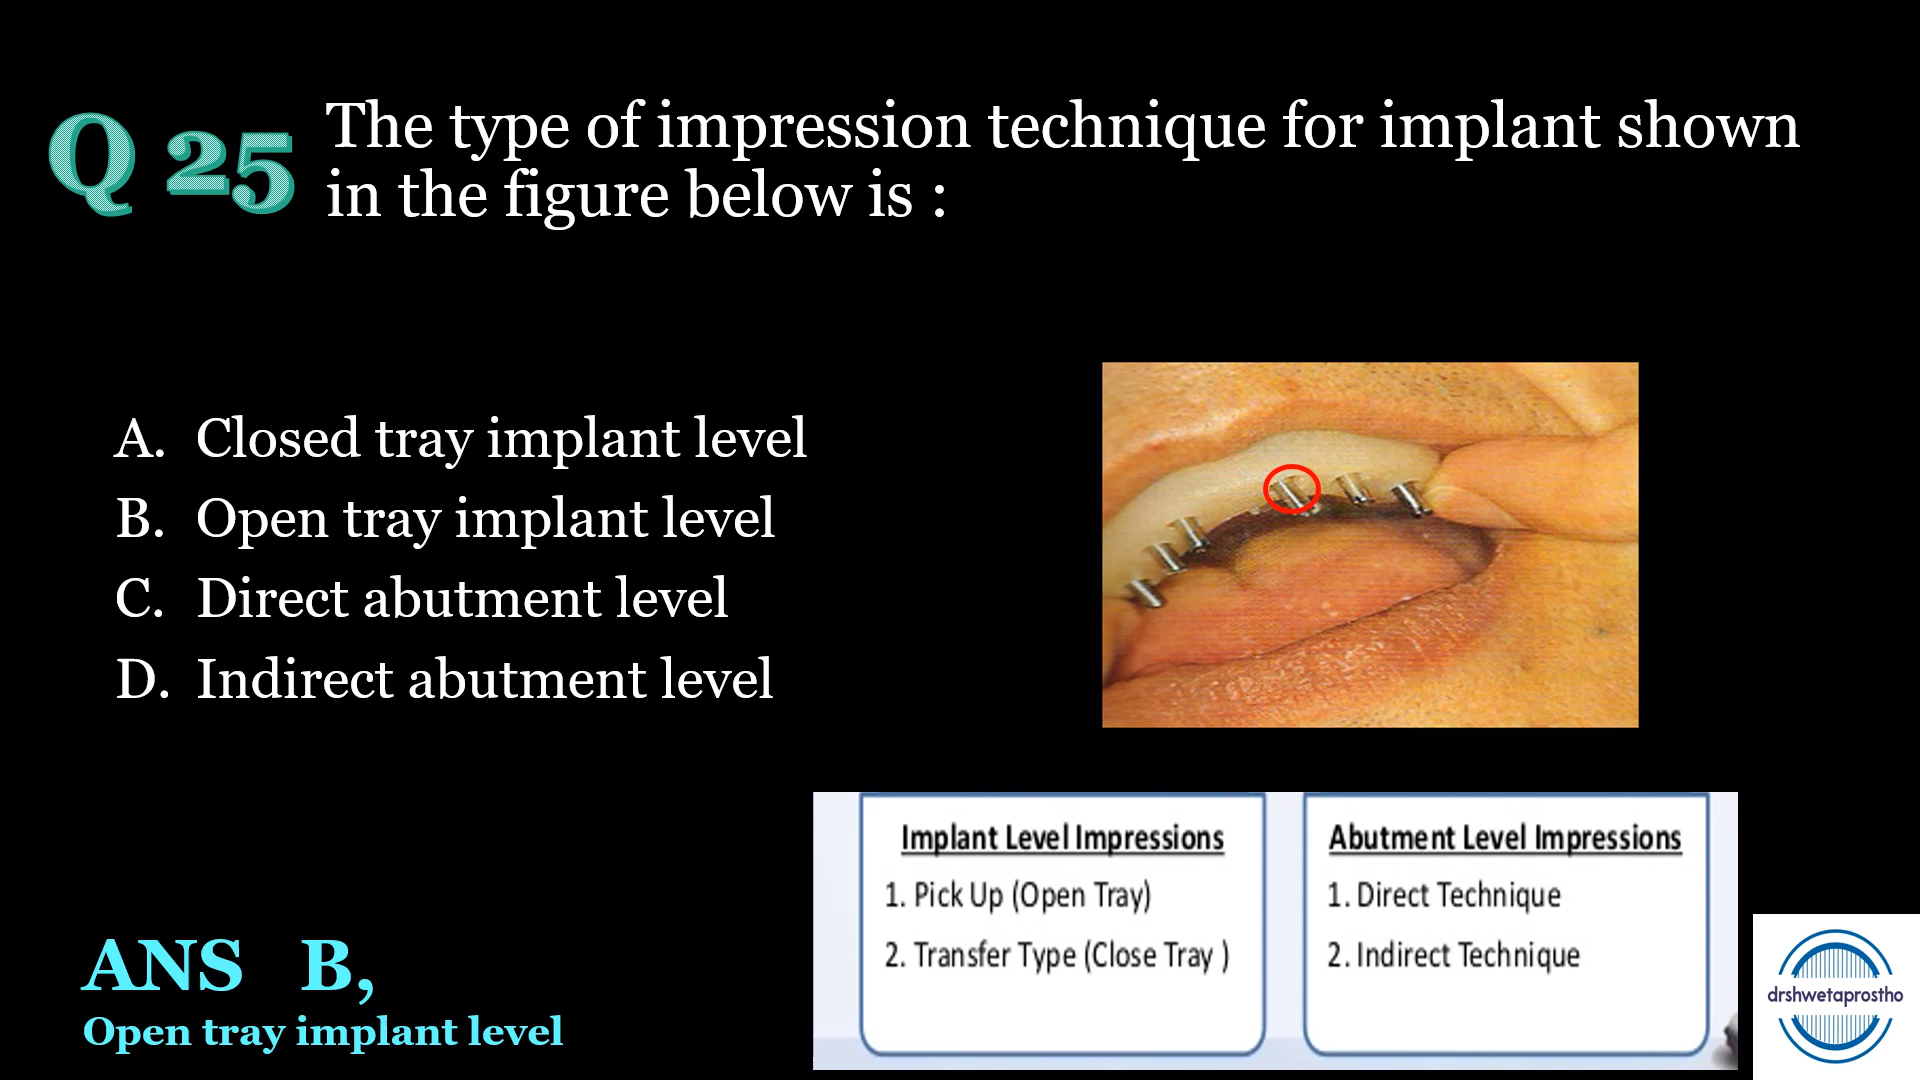 Q 25
The type of impression technique for implant shown
in the figure below is :
A. Closed tray implant level
B. Open tray implant level
C. Direct abutment level
D. Indirect abutment level
ANS B,
Open tray implant level
Implant Level Impressions
1. Pick Up (Open Tray)
2. Transfer Type (Close Tray )
Abutment Level Impressions
1. Direct Technique
2. Indirect Technique
drshwetaprostho